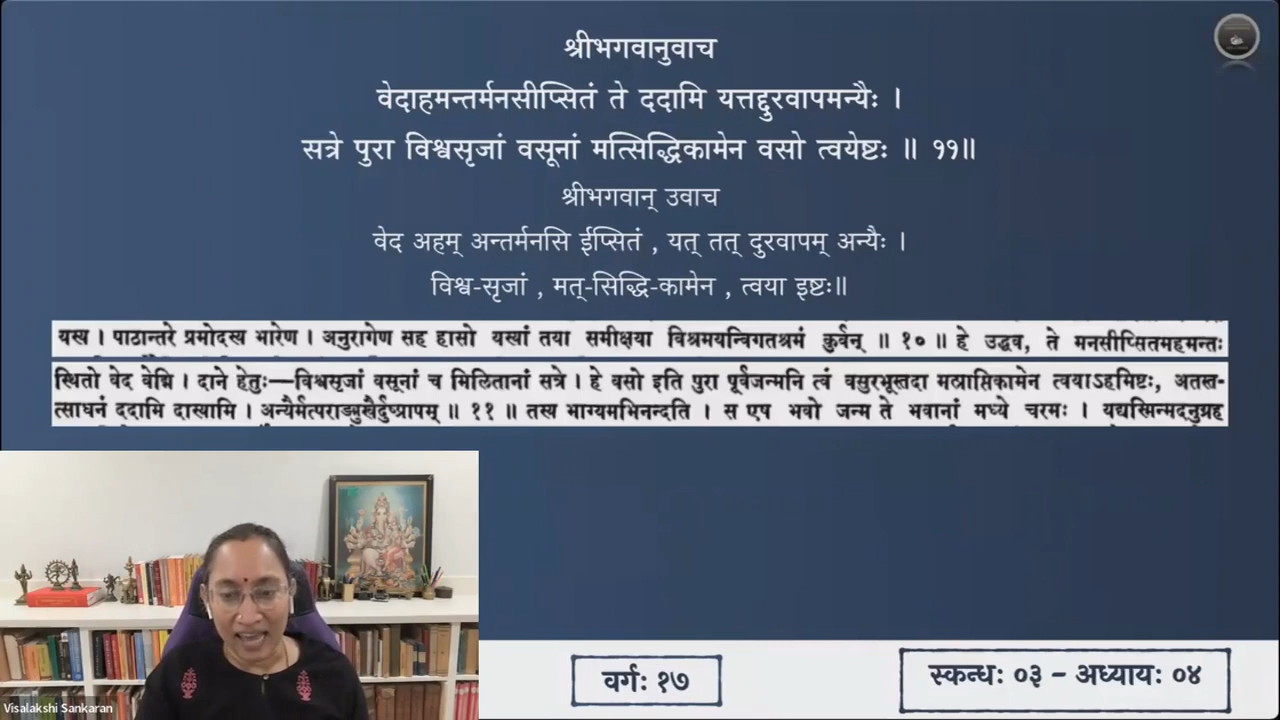 श्रीभगवानुवाच
वेदाहमन्तर्मनसीप्सितं ते ददामि यत्तद्दुरवापमन्यैः ।
सत्रे पुरा विश्वसृजां वसूनां मत्सिद्धिकामेन वसो त्वयेष्टः ॥ ११॥
श्रीभगवान् उवाच
वेद अहम् अन्तर्मनसि ईप्सितं , यत् तत् दुरवापम् अन्यैः ।
विश्व-सृजां , मत्-सिद्धि-कामेन , त्वया इष्टः॥
यस्य । पाठान्तरे प्रमोदस्य भारेण । अनुरागेण सह हासो यस्यां तया समीक्षया विश्रमयन्विगतश्रमं कुर्वन् ॥ १० ॥ हे उद्धव, ते मनसीप्सितमहमन्तः
स्थितो वेद वेद्मि । दाने हेतुः—विश्वसृजां वसूनां च मिलितानां सत्रे । हे वसो इति पुरा पूर्वजन्मनि त्वं वसुरभूस्तदा मत्प्राप्तिकामेन त्वयाऽहमिष्टः, अतस्त-
त्साधनं ददामि दास्यामि । अन्यैर्मत्पराङ्मुखैर्दुष्प्रापम् ॥ ११ ॥ तस्य भाग्यमभिनन्दति । स एष भवो जन्म ते भवानां मध्ये चरमः । यद्यस्मिन्मदनुग्रह
Visalakshi Sankaran
वर्गः १७
स्कन्धः ०३ – अध्यायः ०४